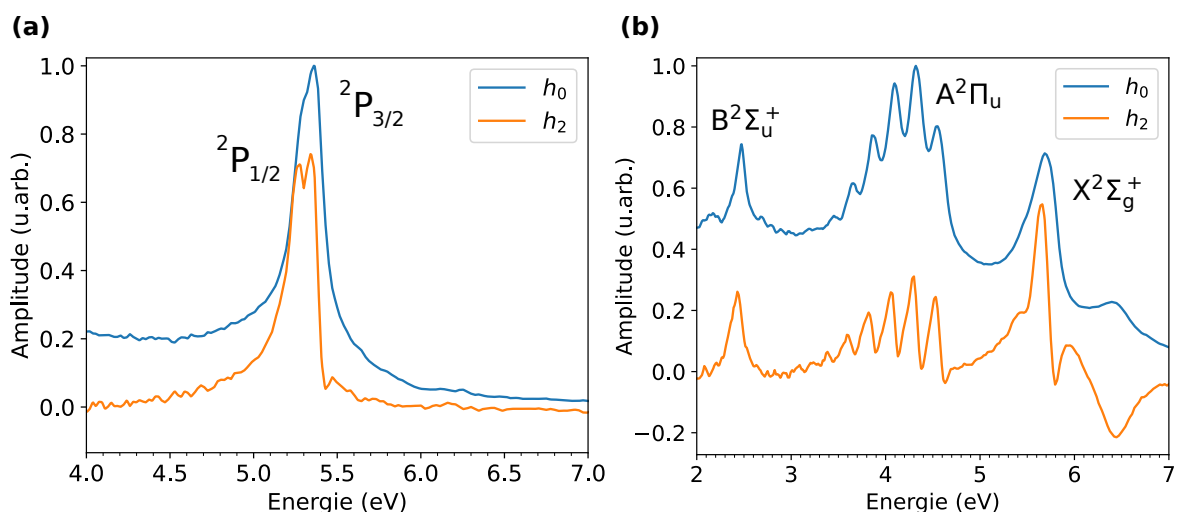 (a)
(b)
Amplitude (u.arb.)
1.0
0.8
0.6
0.4
0.2
0.0
²P₃/₂
²P₁/₂
h₀
h₂
4.0 4.5 5.0 5.5 6.0 6.5 7.0
Energie (eV)
Amplitude (u.arb.)
1.0
0.8
0.6
0.4
0.2
0.0
−0.2
B²Σᵤ⁺
A²Πᵤ
X²Σg⁺
h₀
h₂
2 3 4 5 6 7
Energie (eV)